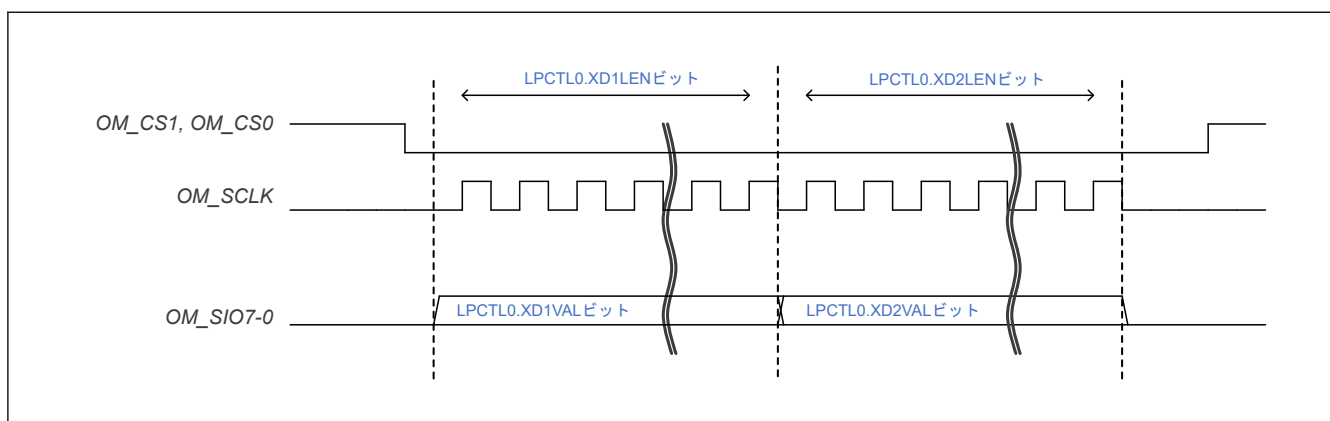 LPCTL0.XD1LENビット LPCTL0.XD2LENビット
OM_CS1, OM_CS0
OM_SCLK
OM_SIO7-0 LPCTL0.XD1VALビット LPCTL0.XD2VALビット